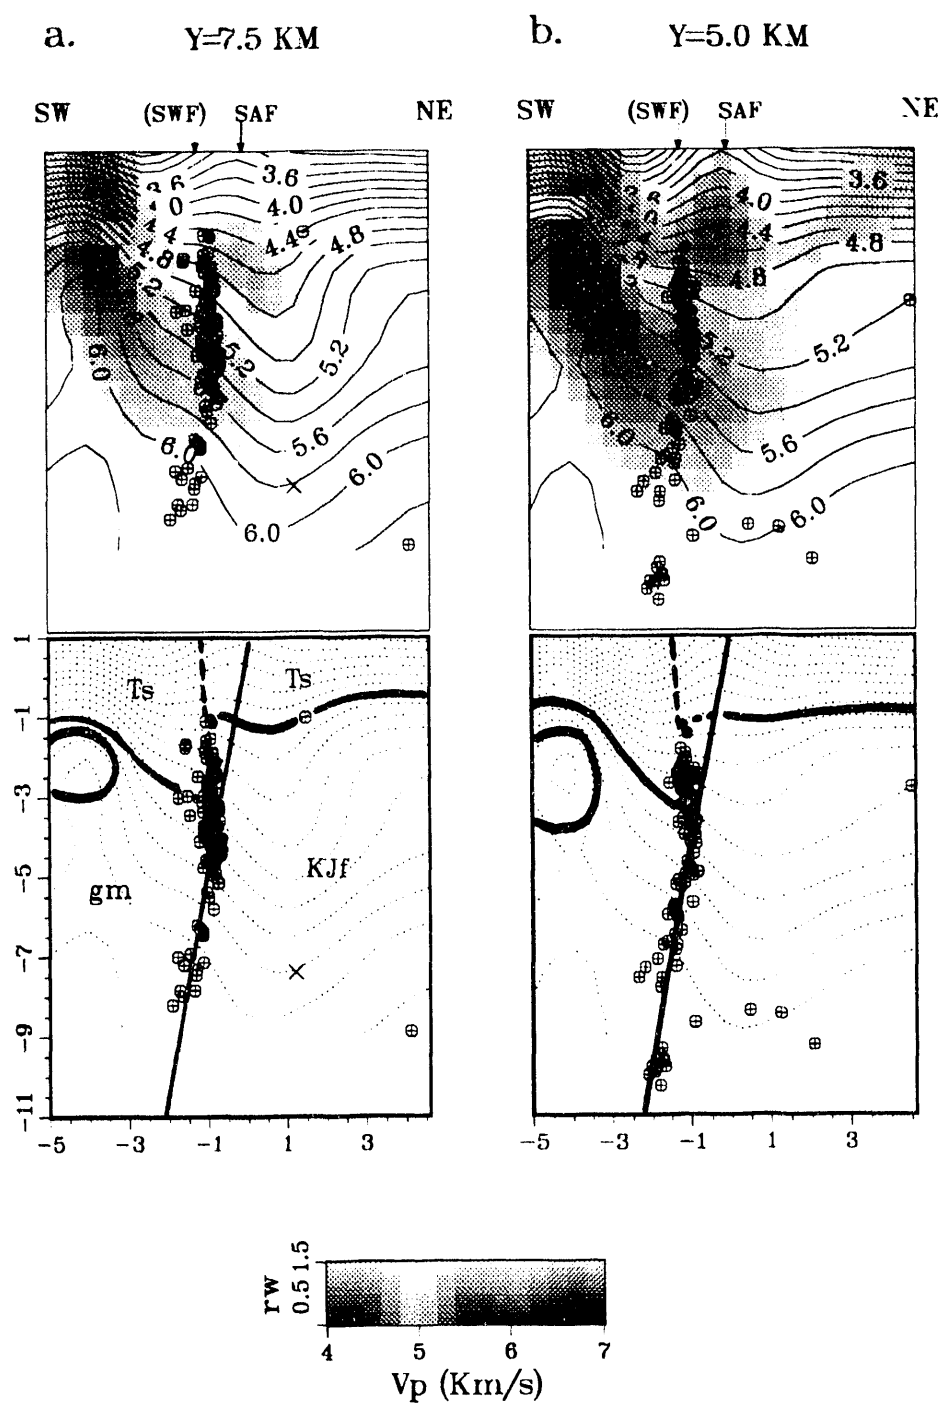 a. Y=7.5 KM b. Y=5.0 KM
SW (SWF) SAF NE SW (SWF) SAF NE
3.6 3.6 3.6
4.0 4.0
4.4 4.8 4.4 4.8
4.8 4.8
5.2 5.2 5.2
6.0 5.6 6.0 5.6
6.0 6.0 6.0 6.0
6.0
1
Ts Ts
-1
-3
-5
gm KJf
-7
-9
-11
-5 -3 -1 1 3 -5 -3 -1 1 3
rw
0.5 1.5
4 5 6 7
Vp (Km/s)